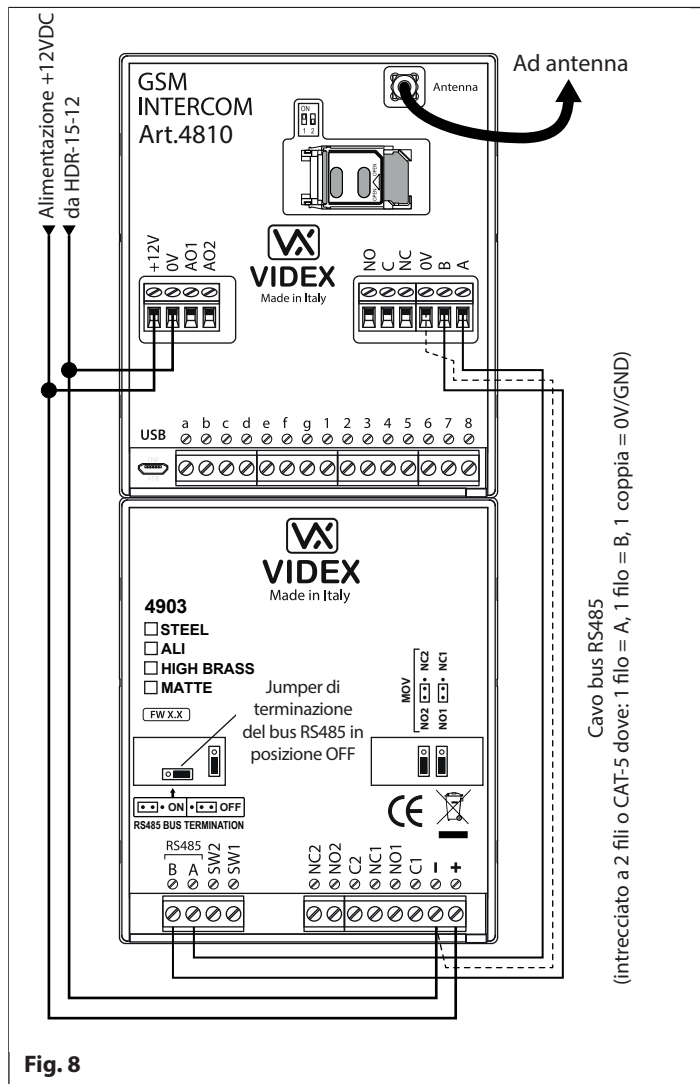 Alimentazione +12VDC
da HDR-15-12
GSM
INTERCOM
Art.4810
Antenna
Ad antenna
ON
1 2
OPEN OPEN
+12V
0V
AO1
AO2
VIDEX
Made in Italy
NO
C
NC
0V
B
A
USB
a b c d e f g 1 2 3 4 5 6 7 8
VIDEX
Made in Italy
4903
STEEL
ALI
HIGH BRASS
MATTE
FW X.X
Jumper di
terminazione
del bus RS485 in
posizione OFF
MOV
NO2 NC2
NO1 NC1
ON OFF
RS485 BUS TERMINATION
CE
RS485
B
A
SW2
SW1
NC2
NO2
C2
NC1
NO1
C1
–
+
Cavo bus RS485
(intrecciato a 2 fili o CAT-5 dove: 1 filo = A, 1 filo = B, 1 coppia = 0V/GND)
Fig. 8